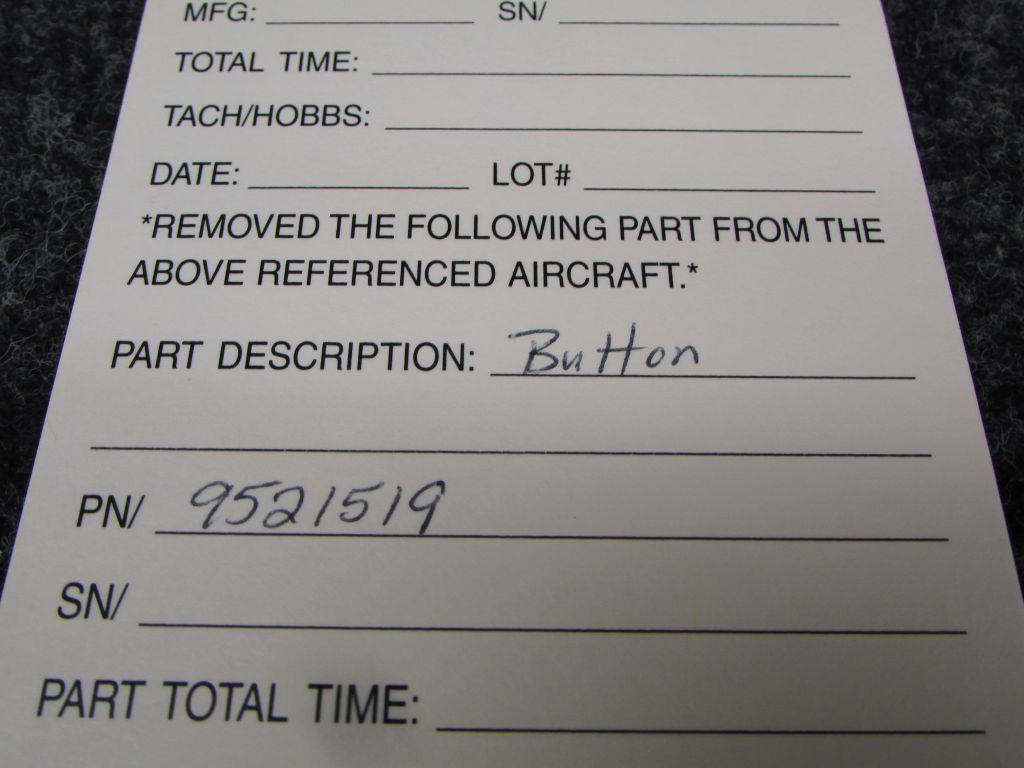 MFG: SN/
TOTAL TIME:
TACH/HOBBS:
DATE: LOT#
*REMOVED THE FOLLOWING PART FROM THE
ABOVE REFERENCED AIRCRAFT.*
PART DESCRIPTION: Button
PN/ 9521519
SN/
PART TOTAL TIME: